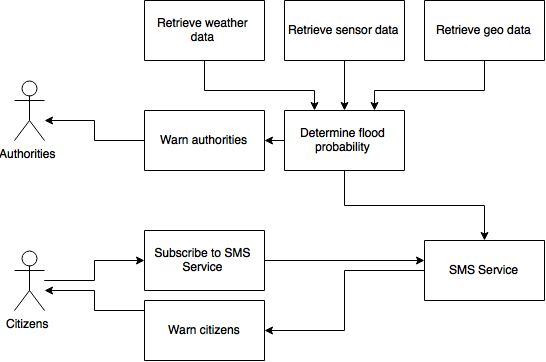 Retrieve weather
data
Retrieve sensor data
Retrieve geo data
Authorities
Warn authorities
Determine flood
probability
Citizens
Subscribe to SMS
Service
SMS Service
Warn citizens